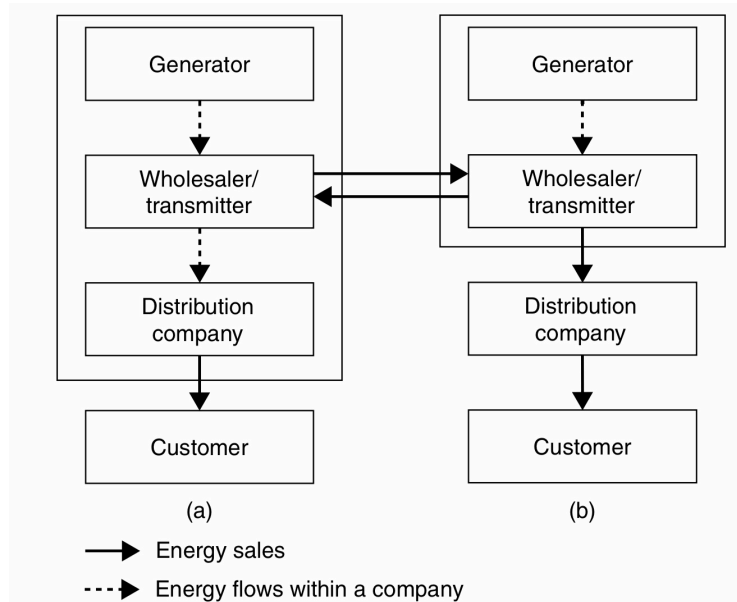 Generator
Wholesaler/
transmitter
Distribution
company
Customer
(a)
Generator
Wholesaler/
transmitter
Distribution
company
Customer
(b)
Energy sales
Energy flows within a company